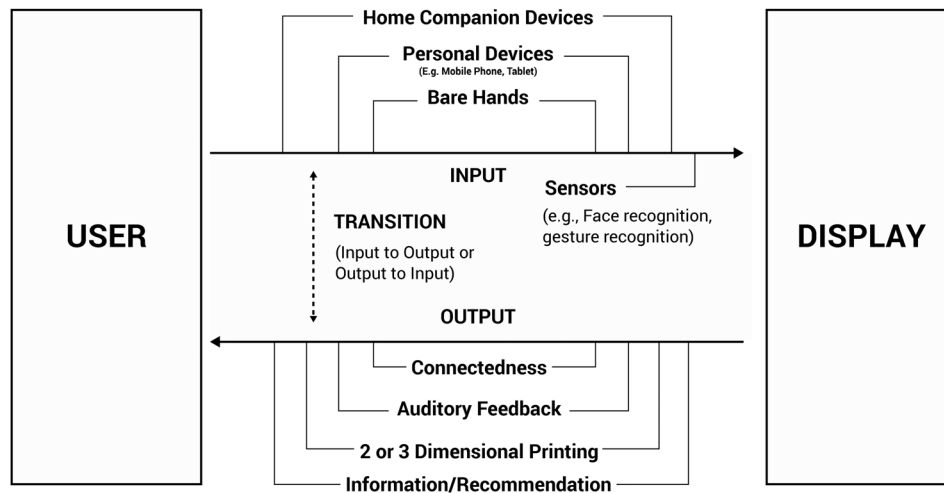 Home Companion Devices
Personal Devices
(E.g. Mobile Phone, Tablet)
Bare Hands
INPUT
Sensors
(e.g., Face recognition,
gesture recognition)
TRANSITION
(Input to Output or
Output to Input)
USER
DISPLAY
OUTPUT
Connectedness
Auditory Feedback
2 or 3 Dimensional Printing
Information/Recommendation